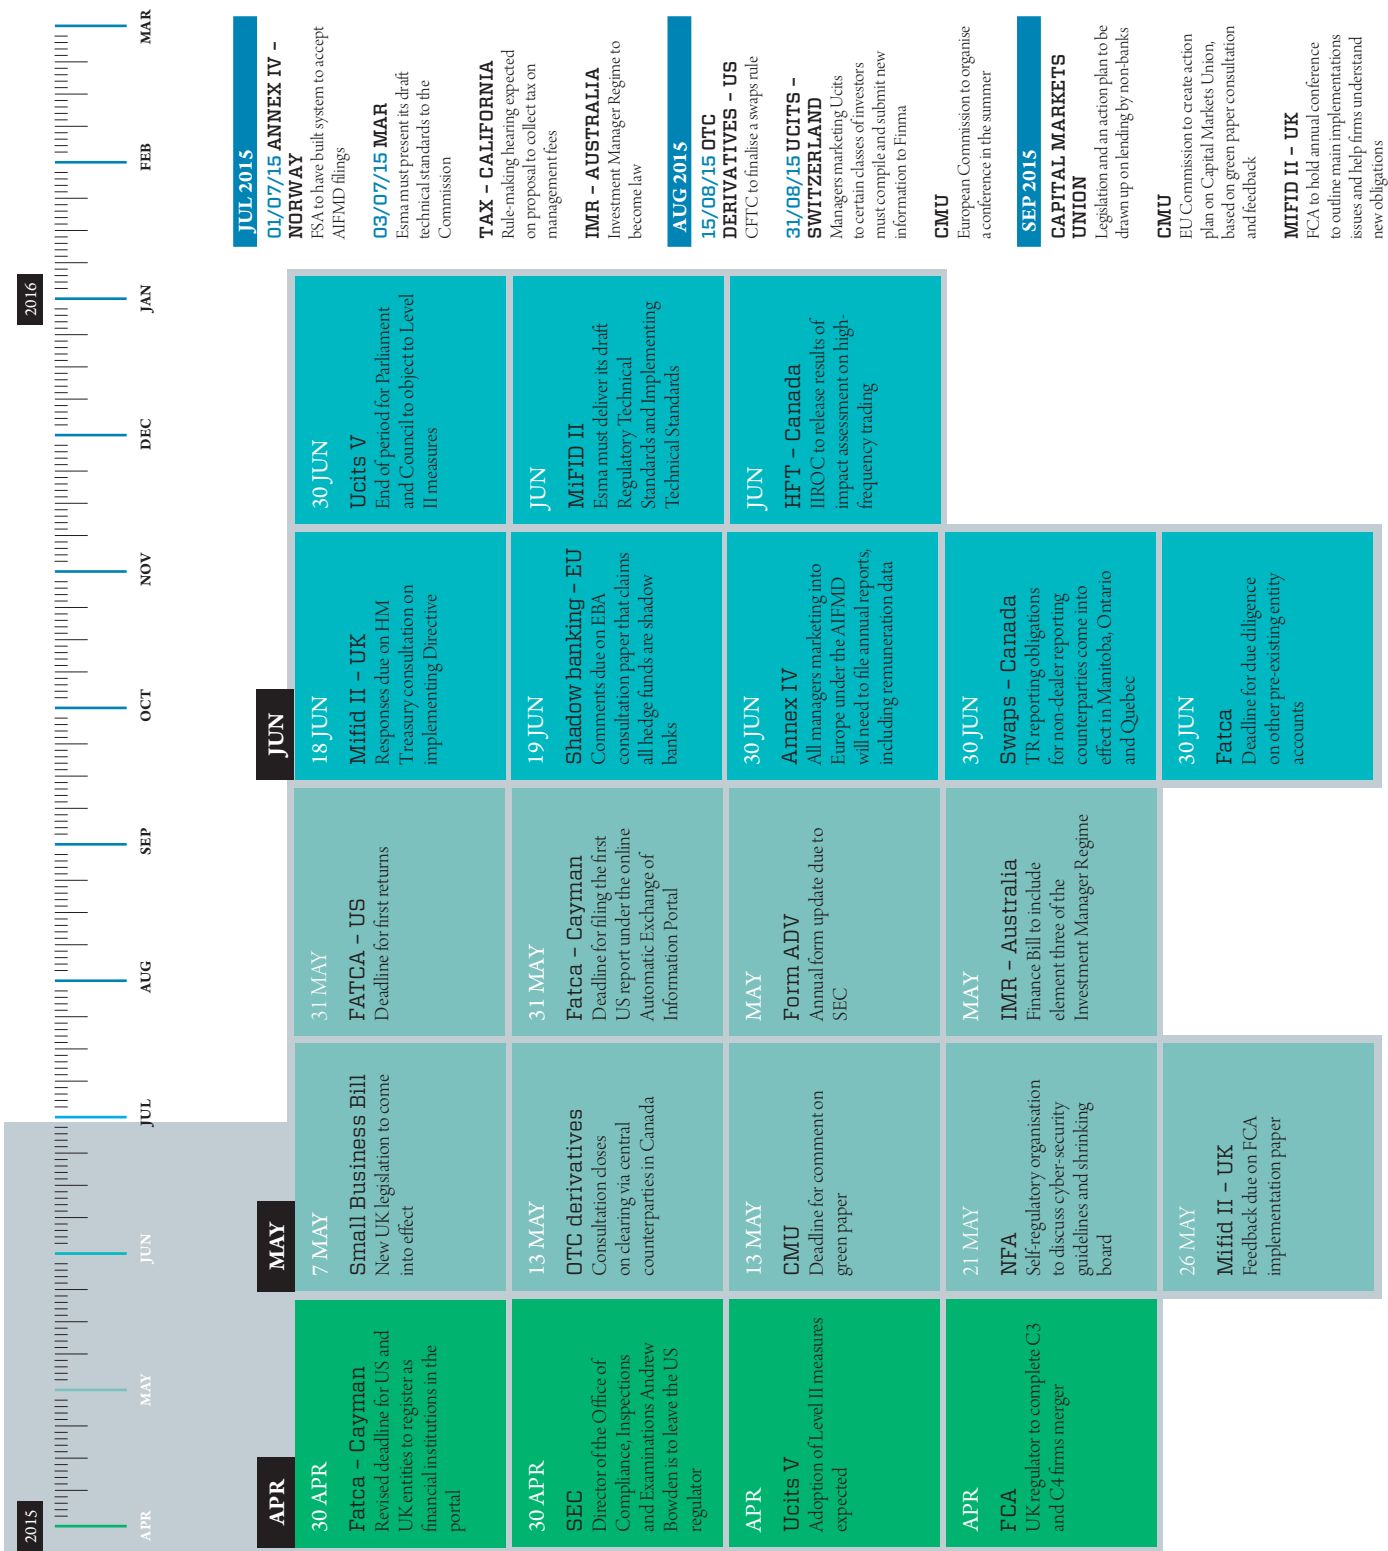 2015
2016
APR
MAY
JUN
JUL
AUG
SEP
OCT
NOV
DEC
JAN
FEB
MAR
APR
30 APR
Fatca – Cayman
Revised deadline for US and
UK entities to register as
financial institutions in the
portal
30 APR
SEC
Director of the Office of
Compliance, Inspections
and Examinations Andrew
Bowden is to leave the US
regulator
APR
Ucits V
Adoption of Level II measures
expected
APR
FCA
UK regulator to complete C3
and C4 firms merger
MAY
7 MAY
Small Business Bill
New UK legislation to come
into effect
13 MAY
OTC derivatives
Consultation closes
on clearing via central
counterparties in Canada
13 MAY
CMU
Deadline for comment on
green paper
21 MAY
NFA
Self-regulatory organisation
to discuss cyber-security
guidelines and shrinking
board
26 MAY
Mifid II – UK
Feedback due on FCA
implementation paper
31 MAY
FATCA – US
Deadline for first returns
31 MAY
Fatca – Cayman
Deadline for filing the first
US report under the online
Automatic Exchange of
Information Portal
MAY
Form ADV
Annual form update due to
SEC
MAY
IMR – Australia
Finance Bill to include
element three of the
Investment Manager Regime
JUN
18 JUN
Mifid II – UK
Responses due on HM
Treasury consultation on
implementing Directive
19 JUN
Shadow banking – EU
Comments due on EBA
consultation paper that claims
all hedge funds are shadow
banks
30 JUN
Annex IV
All managers marketing into
Europe under the AIFMD
will need to file annual reports,
including remuneration data
30 JUN
Swaps – Canada
TR reporting obligations
for non-dealer reporting
counterparties come into
effect in Manitoba, Ontario
and Quebec
30 JUN
Fatca
Deadline for due diligence
on other pre-existing entity
accounts
30 JUN
Ucits V
End of period for Parliament
and Council to object to Level
II measures
JUN
MiFID II
Esma must deliver its draft
Regulatory Technical
Standards and Implementing
Technical Standards
JUN
HFT – Canada
IIROC to release results of
impact assessment on high-
frequency trading
JUL 2015
01/07/15 ANNEX IV –
NORWAY
FSA to have built system to accept
AIFMD filings
03/07/15 MAR
Esma must present its draft
technical standards to the
Commission
TAX – CALIFORNIA
Rule-making hearing expected
on proposal to collect tax on
management fees
IMR – AUSTRALIA
Investment Manager Regime to
become law
AUG 2015
15/08/15 OTC
DERIVATIVES – US
CFTC to finalise a swaps rule
31/08/15 UCITS –
SWITZERLAND
Managers marketing Ucits
to certain classes of investors
must compile and submit new
information to Finma
CMU
European Commission to organise
a conference in the summer
SEP 2015
CAPITAL MARKETS
UNION
Legislation and an action plan to be
drawn up on lending by non-banks
CMU
EU Commission to create action
plan on Capital Markets Union,
based on green paper consultation
and feedback
MIFID II – UK
FCA to hold annual conference
to outline main implementations
issues and help firms understand
new obligations